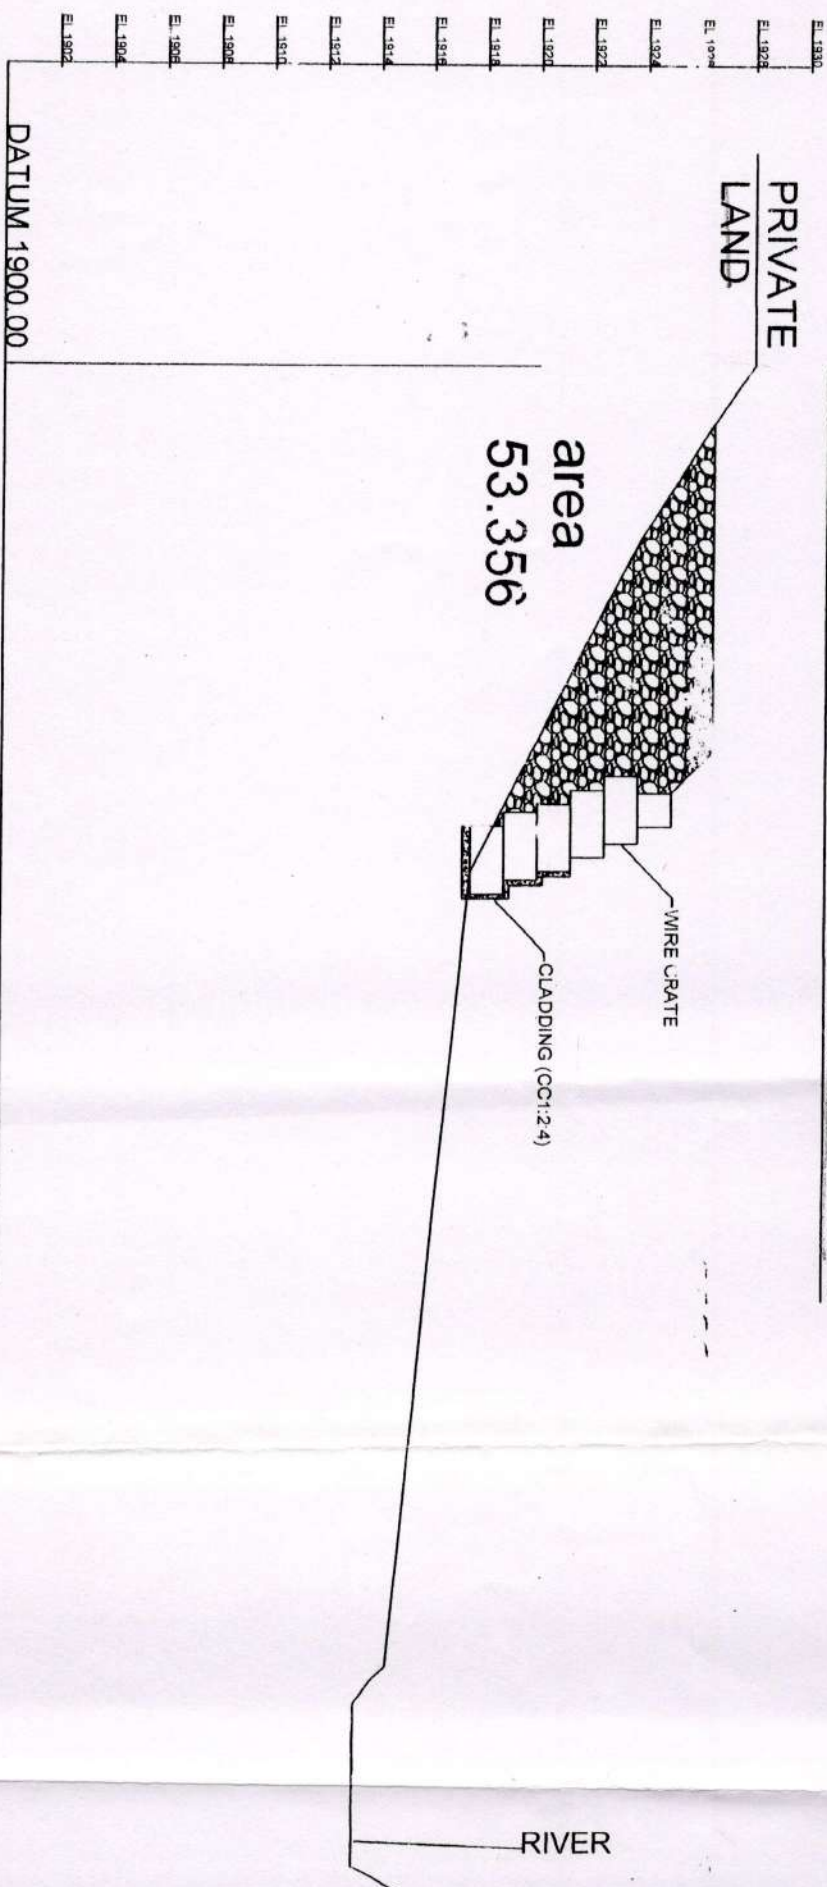 EL 1930
EL 1928
EL 1924
EL 1922
EL 1920
EL 1918
EL 1916
EL 1914
EL 1912
EL 1910
EL 1908
EL 1906
EL 1904
EL 1902
DATUM 1900.00
PRIVATE
LAND
area
53.356
WIRE CRATE
CLADDING (CC1:2:4)
RIVER